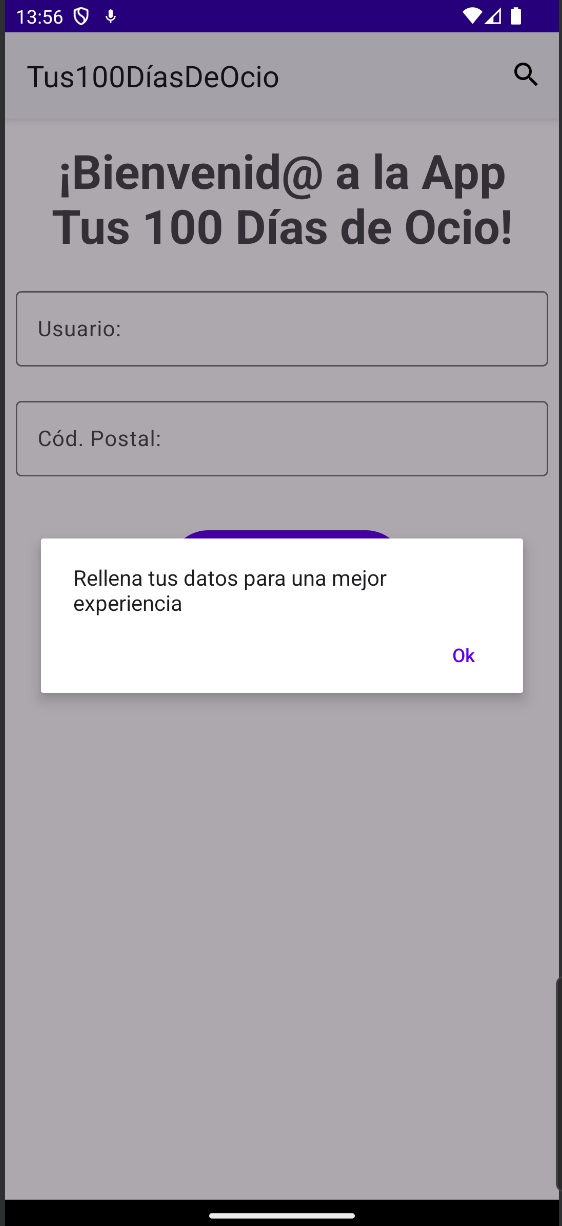 13:56
Tus100DíasDeOcio
¡Bienvenid@ a la App
Tus 100 Días de Ocio!
Usuario:
Cód. Postal:
Rellena tus datos para una mejor
experiencia
Ok